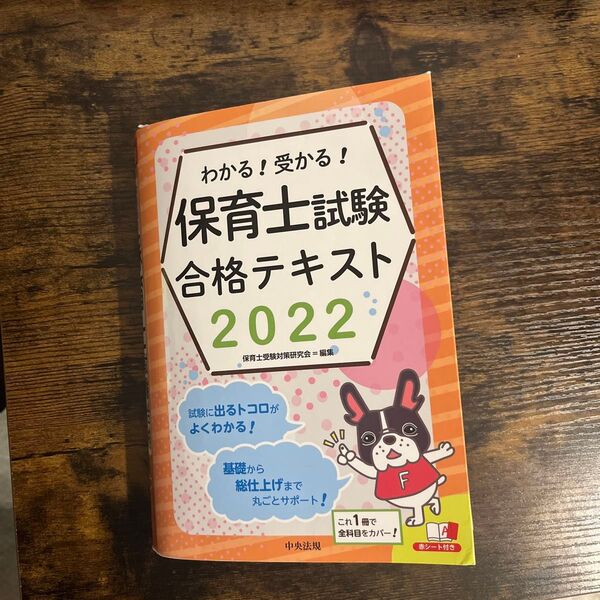 わかる！受かる！
保育士試験
合格テキスト
2022
保育士受験対策研究会＝編集
試験に出るトコロが
よくわかる！
基礎から
総仕上げまで
丸ごとサポート！
F
これ1冊で
全科目をカバー！
A
赤シート付き
中央法規